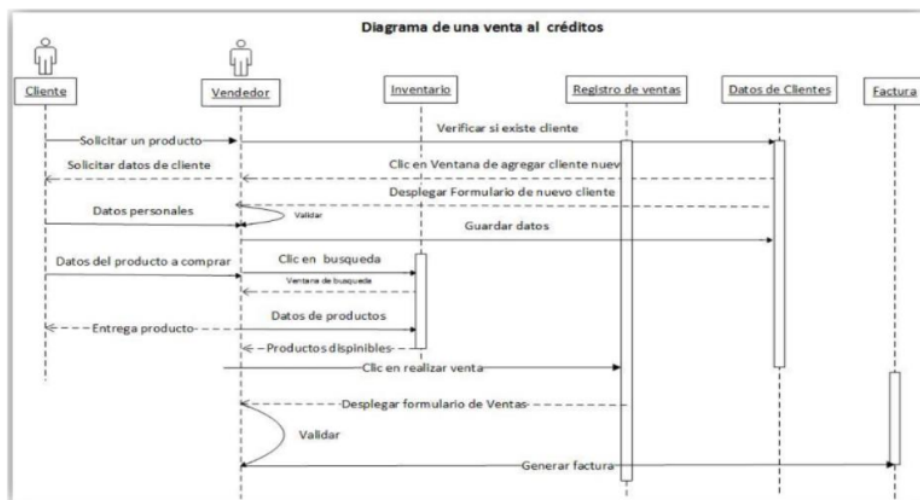 Diagrama de una venta al créditos
Cliente
Vendedor
Inventario
Registro de ventas
Datos de Clientes
Factura
Solicitar un producto
Verificar si existe cliente
Solicitar datos de cliente
Clic en Ventana de agregar cliente nuev
Desplegar Formulario de nuevo cliente
Datos personales
Validar
Guardar datos
Datos del producto a comprar
Clic en busqueda
Ventana de busqueda
Datos de productos
Entrega producto
Productos dispinibles
Clic en realizar venta
Desplegar formulario de Ventas
Validar
Generar factura